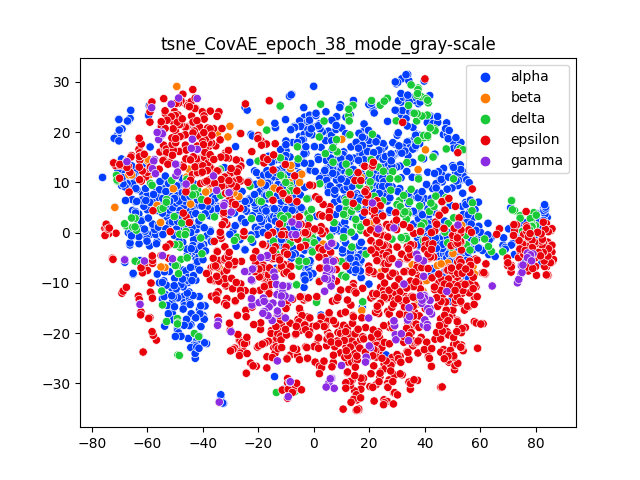 tsne_CovAE_epoch_38_mode_gray-scale
alpha
beta
delta
epsilon
gamma
30
20
10
0
−10
−20
−30
−80 −60 −40 −20 0 20 40 60 80